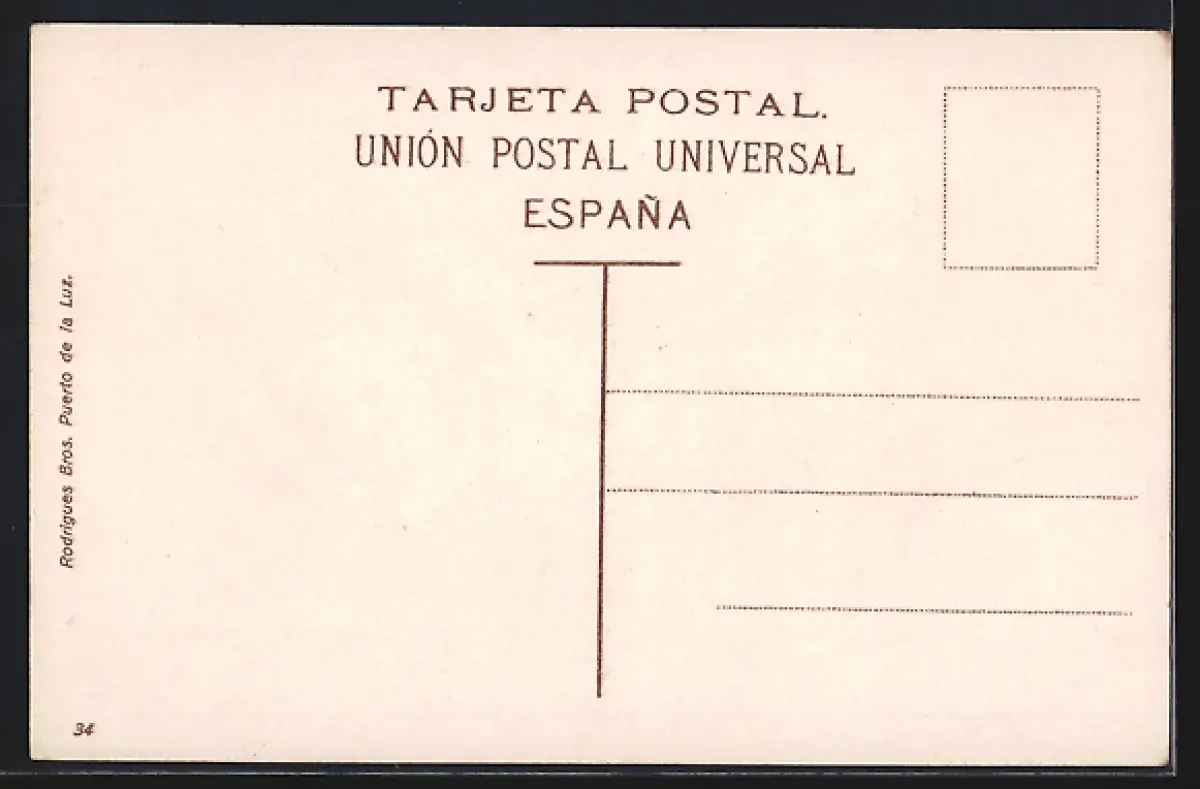 TARJETA POSTAL.
UNIÓN POSTAL UNIVERSAL
ESPAÑA
Rodrigues Bros. Puerto de la Luz.
34